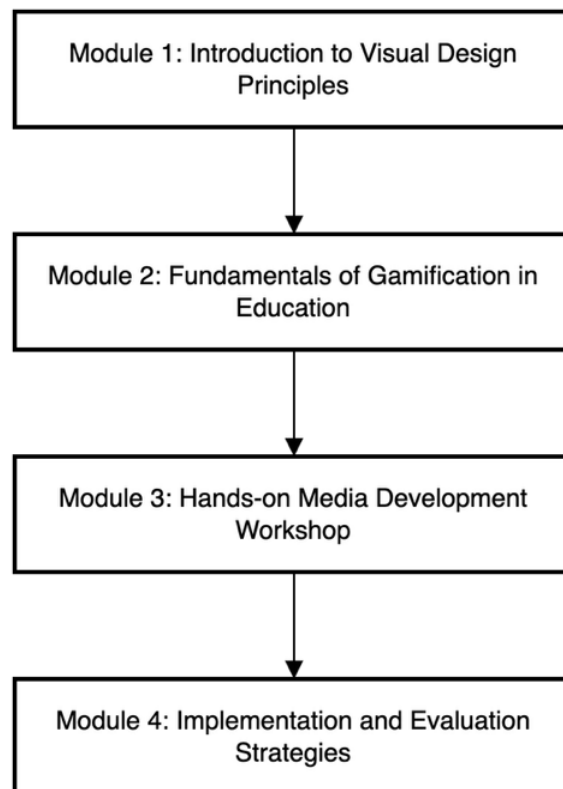 Module 1: Introduction to Visual Design
Principles
Module 2: Fundamentals of Gamification in
Education
Module 3: Hands-on Media Development
Workshop
Module 4: Implementation and Evaluation
Strategies